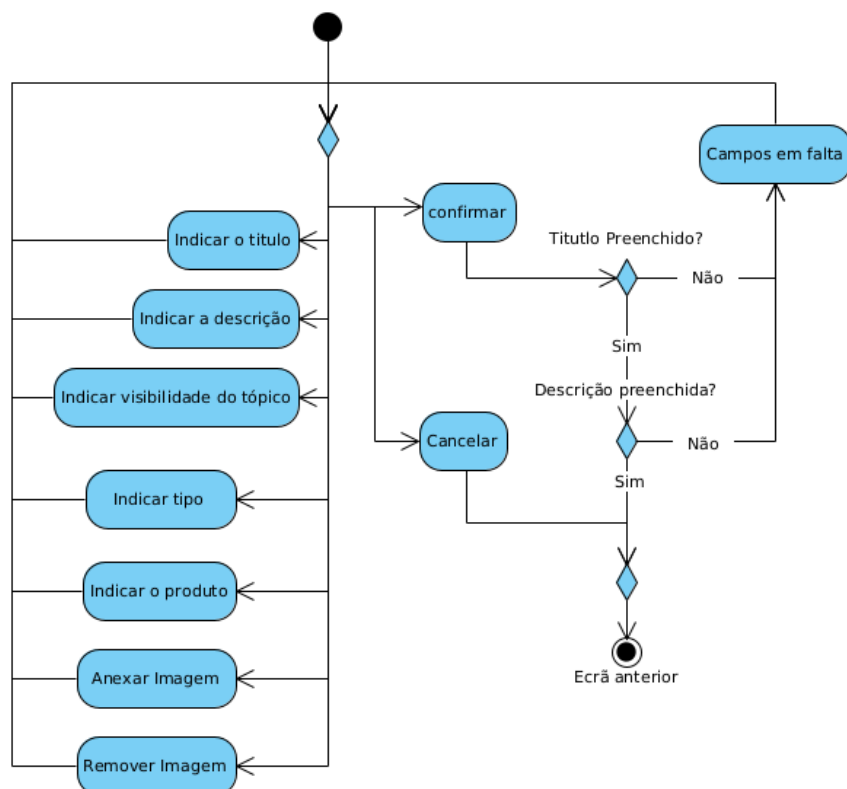 Campos em falta
confirmar
Indicar o titulo
Titutlo Preenchido?
Não
Indicar a descrição
Sim
Indicar visibilidade do tópico
Descrição preenchida?
Cancelar
Não
Sim
Indicar tipo
Indicar o produto
Anexar Imagem
Ecrã anterior
Remover Imagem